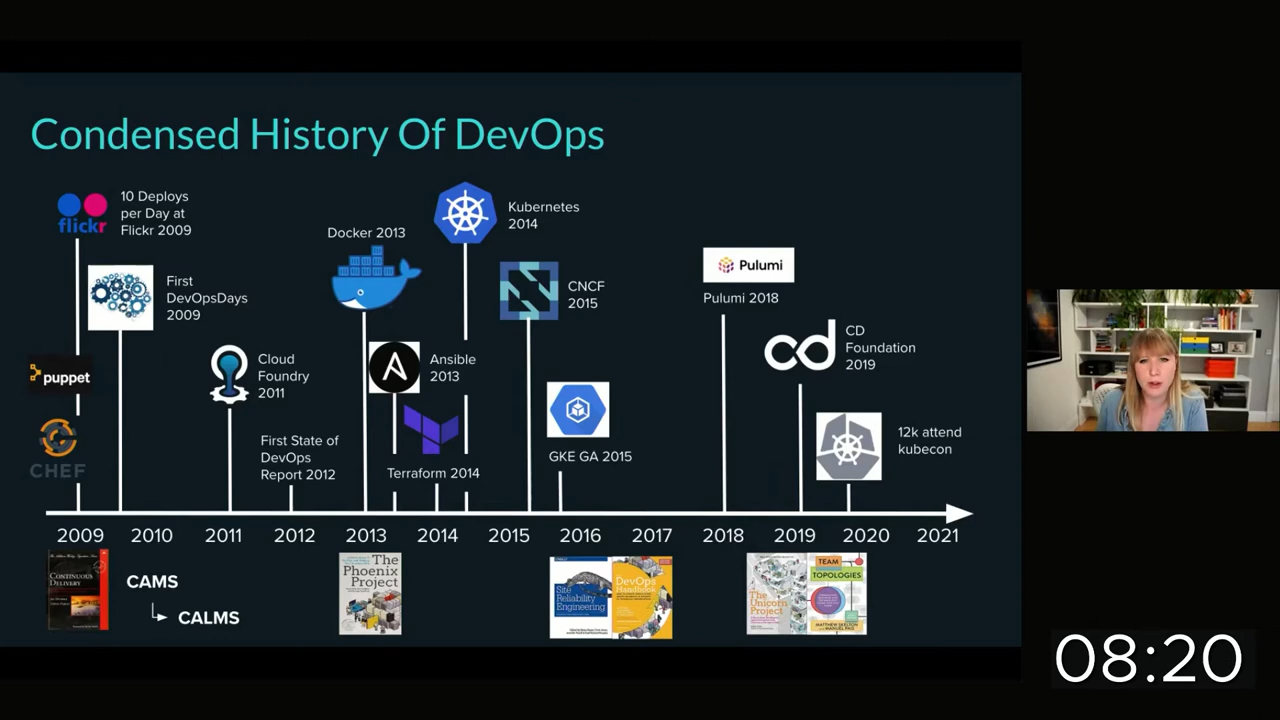 Condensed History Of DevOps
flickr
10 Deploys
per Day at
Flickr 2009
First
DevOpsDays
2009
puppet
CHEF
Cloud
Foundry
2011
First State of
DevOps
Report 2012
Docker 2013
Ansible
2013
Terraform 2014
Kubernetes
2014
CNCF
2015
GKE GA 2015
Pulumi
Pulumi 2018
cd
CD
Foundation
2019
12k attend
kubecon
2009 2010 2011 2012 2013 2014 2015 2016 2017 2018 2019 2020 2021
Continuous
Delivery
CAMS
CALMS
The
Phoenix
Project
Site
Reliability
Engineering
DevOps
Handbook
The
Unicorn
Project
TEAM
TOPOLOGIES
MATTHEW SKELTON
and MANUEL PAIS
08:20